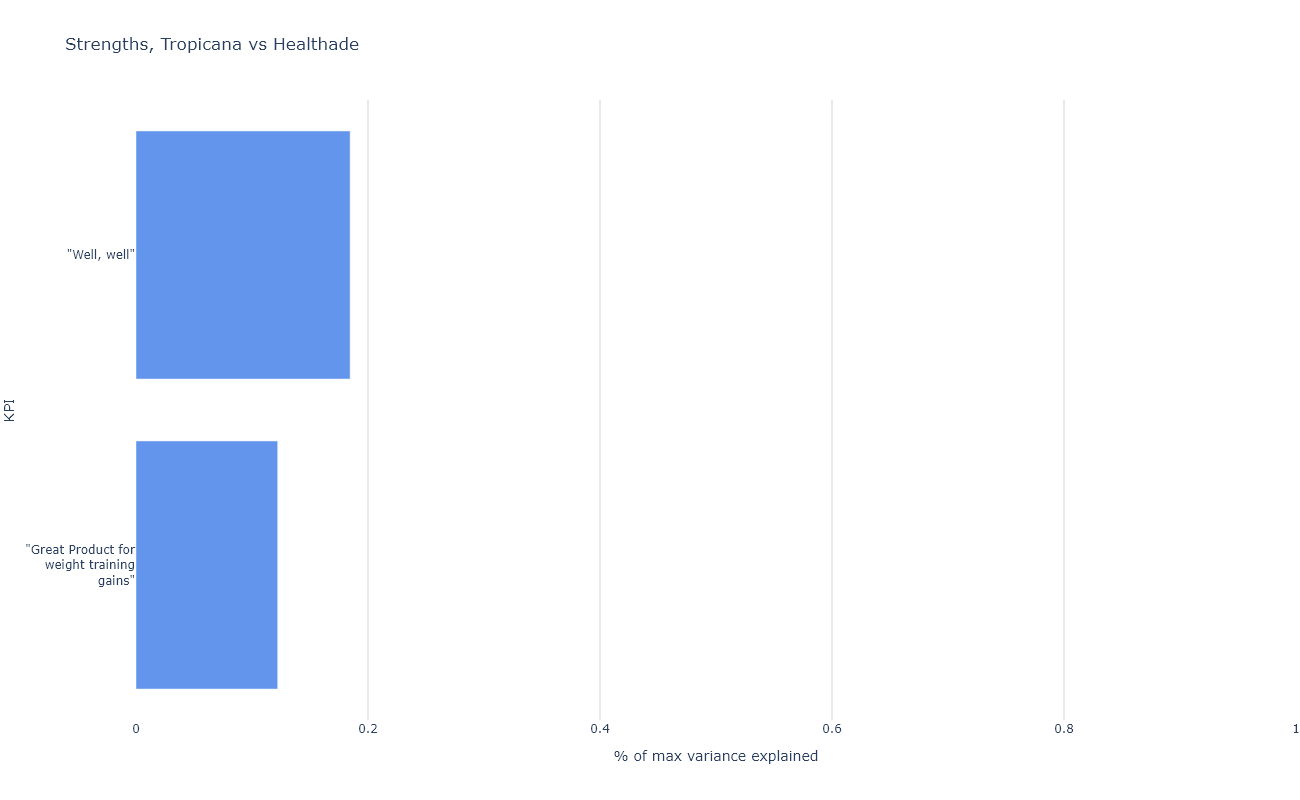 Strengths, Tropicana vs Healthade
"Well, well"
KPI
"Great Product for
weight training
gains"
0
0.2
0.4
0.6
0.8
1
% of max variance explained